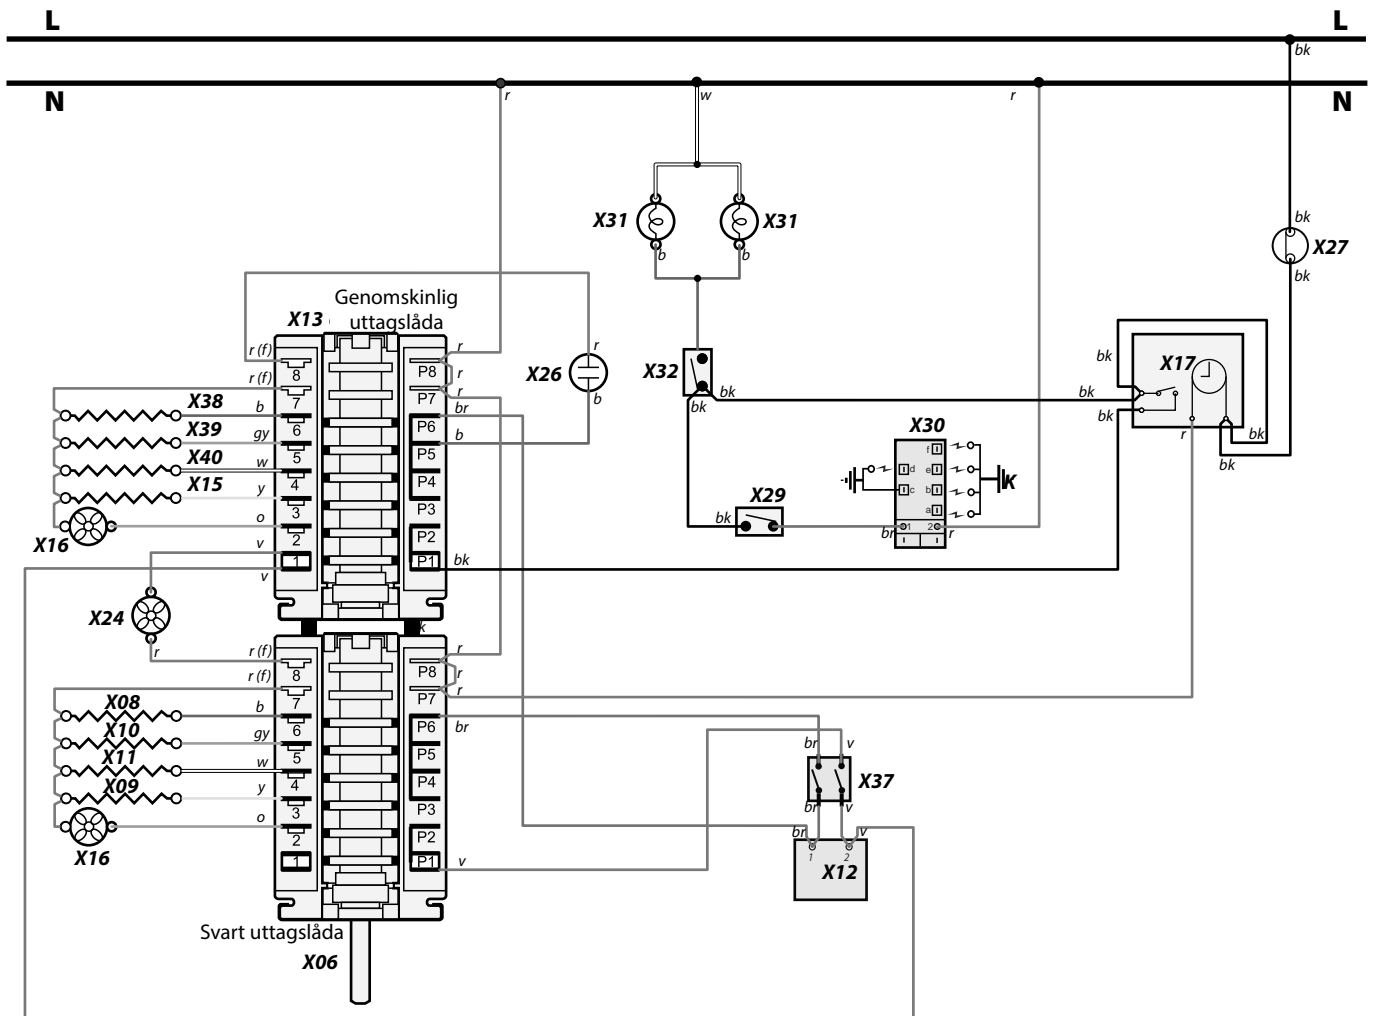 L L
bk
N r w r N
bk
X31 X31 X27
b b bk
Genomskinlig
X13 uttagslåda
r (f) 8 P8 r
r X26 r
b
X32
bk bk
bk X17 bk
bk r bk
bk
r (f) 7 P7 r
X38 b 6 P6 br
X39 gy 5 P5 b
X40 w 4 P4
X15 y 3 P3
X16 o 2 P2
v 1 P1 bk
v
X30
f
d e
c b
a
K
X29
bk br 1 2 r
X24
r
k
r (f) 8 P8 r
r
r (f) 7 P7 r
X08 b 6 P6 br
X10 gy 5 P5
X11 w 4 P4
X09 y 3 P3
X16 o 2 P2
1 P1 v
br v
X37
br v
br v
1 2
X12
Svart uttagslåda
X06